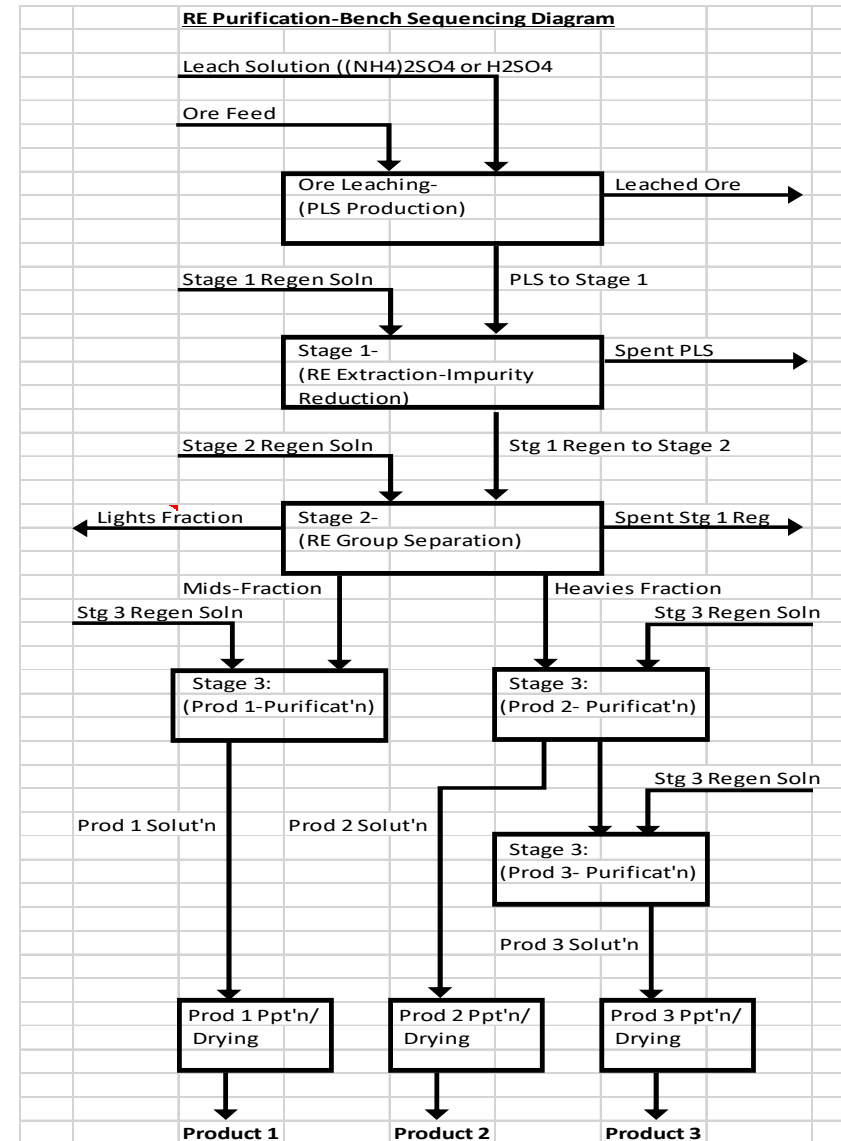 RE Purification-Bench Sequencing Diagram
Leach Solution ((NH4)2SO4 or H2SO4
Ore Feed
Ore Leaching-
(PLS Production)
Leached Ore
Stage 1 Regen Soln
PLS to Stage 1
Stage 1-
(RE Extraction-Impurity
Reduction)
Spent PLS
Stage 2 Regen Soln
Stg 1 Regen to Stage 2
Lights Fraction
Stage 2-
(RE Group Separation)
Spent Stg 1 Reg
Mids-Fraction
Heavies Fraction
Stg 3 Regen Soln
Stg 3 Regen Soln
Stage 3:
(Prod 1-Purificat'n)
Stage 3:
(Prod 2- Purificat'n)
Stg 3 Regen Soln
Prod 1 Solut'n
Prod 2 Solut'n
Stage 3:
(Prod 3- Purificat'n)
Prod 3 Solut'n
Prod 1 Ppt'n/
Drying
Prod 2 Ppt'n/
Drying
Prod 3 Ppt'n/
Drying
Product 1
Product 2
Product 3